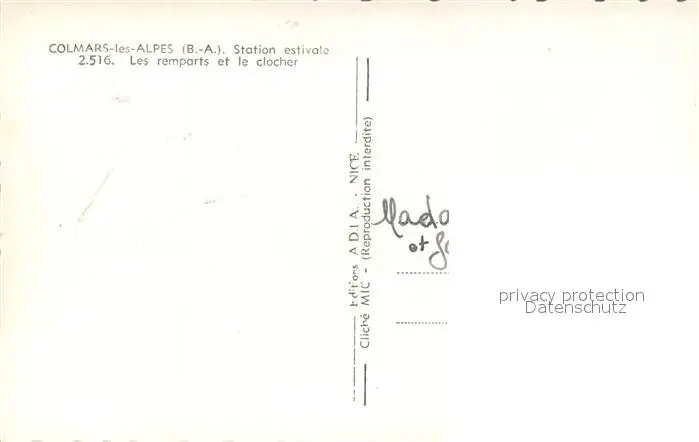 COLMARS-les-ALPES (B.-A.). Station estivale
2.516. Les remparts et le clocher
Editions A.D.I.A. - NICE
Cliché MIC - (Reproduction interdite)
et
privacy protection
Datenschutz